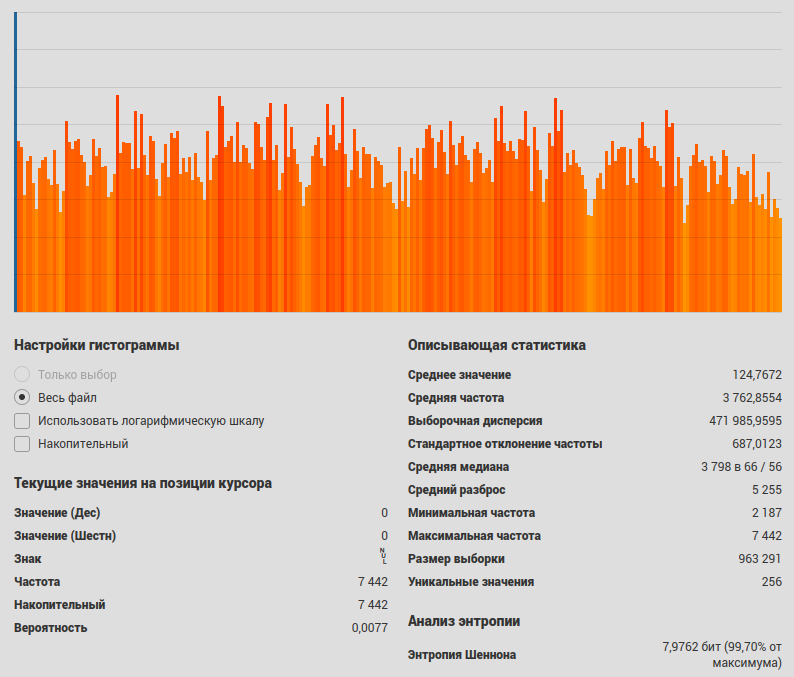 Настройки гистограммы
Только выбор
Весь файл
Использовать логарифмическую шкалу
Накопительный
Текущие значения на позиции курсора
Значение (Дес) 0
Значение (Шестн) 0
Знак NUL
Частота 7 442
Накопительный 7 442
Вероятность 0,0077
Описывающая статистика
Среднее значение 124,7672
Средняя частота 3 762,8554
Выборочная дисперсия 471 985,9595
Стандартное отклонение частоты 687,0123
Средняя медиана 3 798 в 66 / 56
Средний разброс 5 255
Минимальная частота 2 187
Максимальная частота 7 442
Размер выборки 963 291
Уникальные значения 256
Анализ энтропии
Энтропия Шеннона 7,9762 бит (99,70% от
максимума)